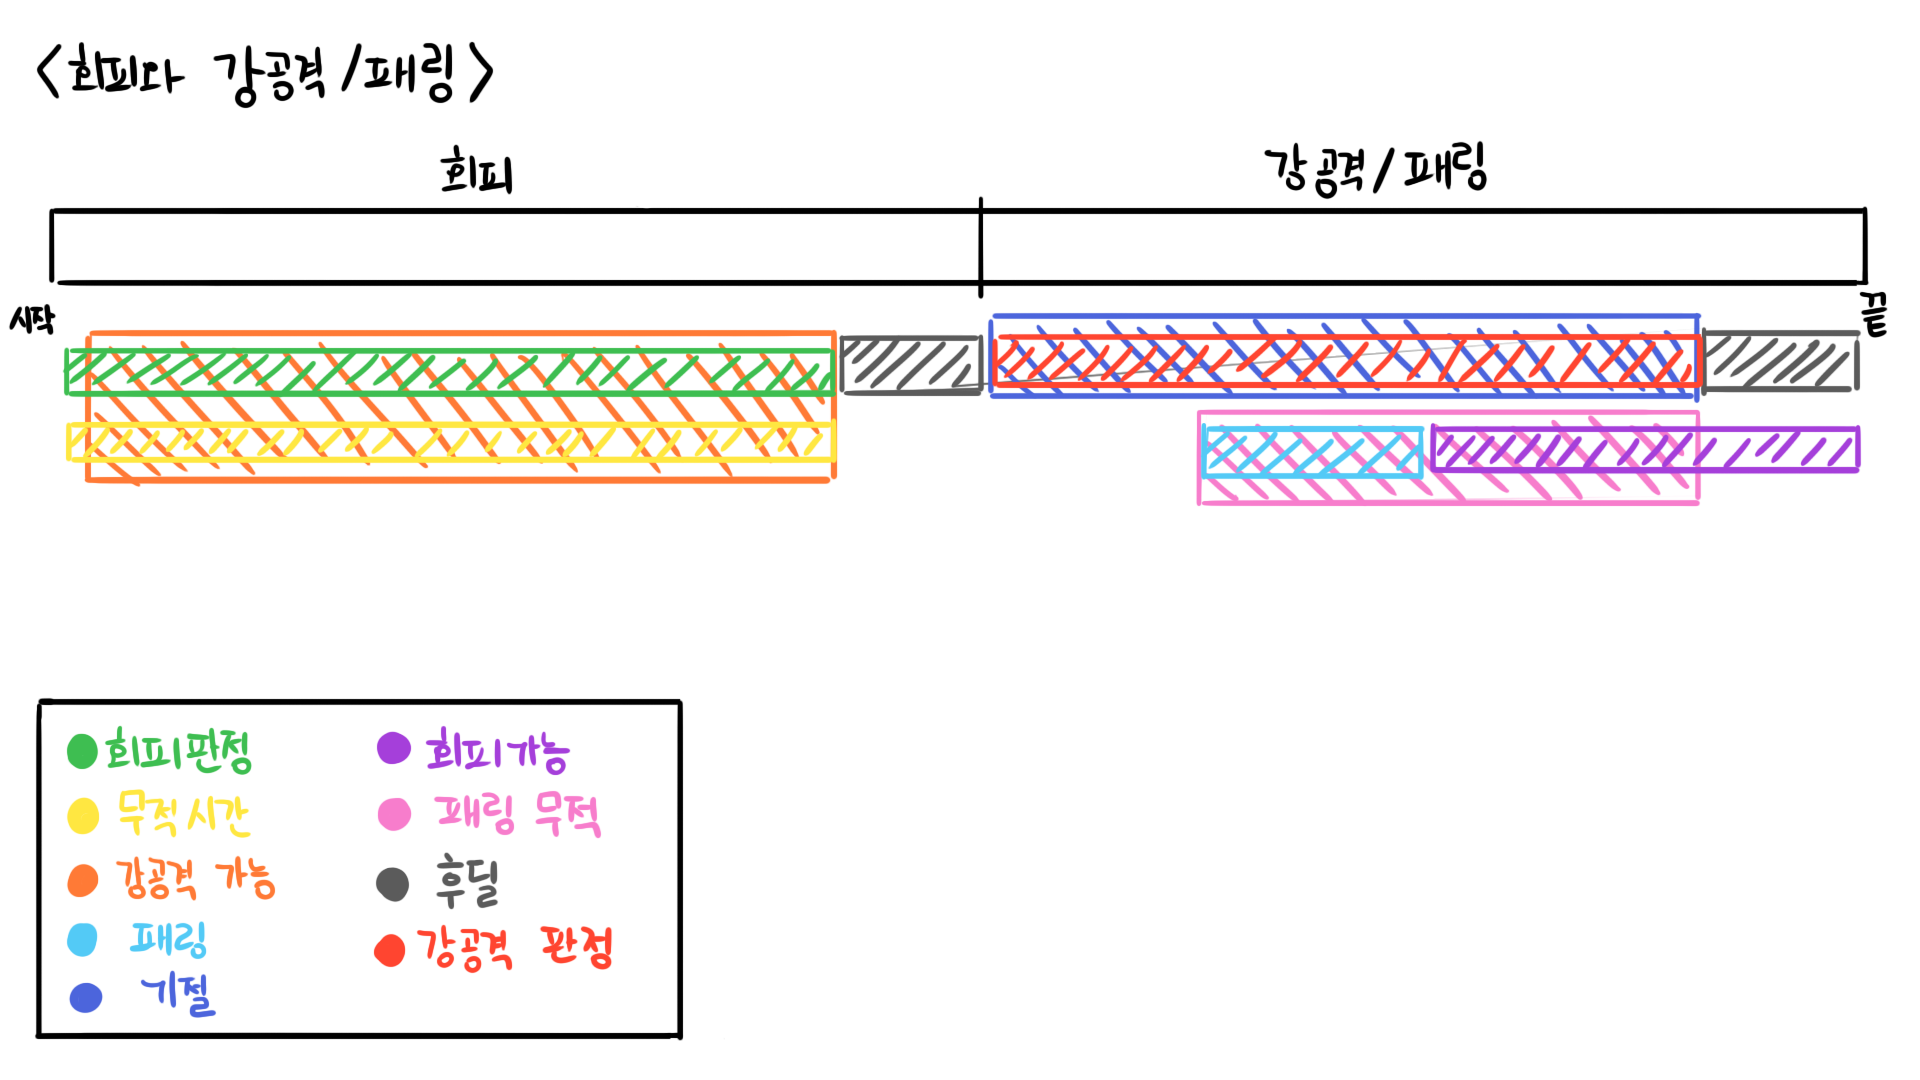 <회피와 강공격/패링>
회피
강공격/패링
시작
끝
회피판정
무적시간
강공격 가능
패링
기절
회피가능
패링 무적
후딜
강공격 판정